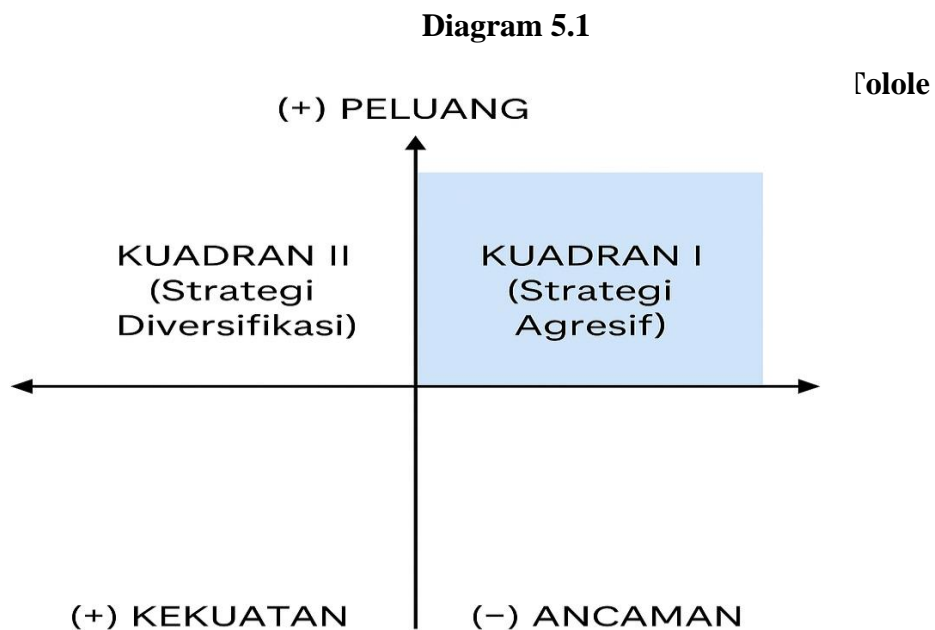 Diagram 5.1
(+) PELUANG
KUADRAN II
(Strategi
Diversifikasi)
KUADRAN I
(Strategi
Agresif)
(+) KEKUATAN
(−) ANCAMAN